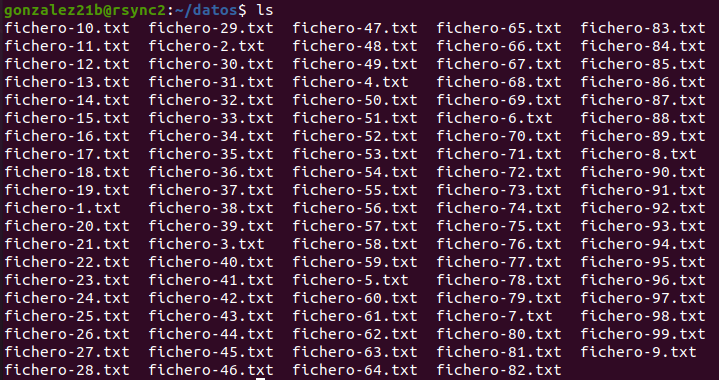 gonzalez21b@rsync2:~/datos$ ls
fichero-10.txt fichero-29.txt fichero-47.txt fichero-65.txt fichero-83.txt
fichero-11.txt fichero-2.txt fichero-48.txt fichero-66.txt fichero-84.txt
fichero-12.txt fichero-30.txt fichero-49.txt fichero-67.txt fichero-85.txt
fichero-13.txt fichero-31.txt fichero-4.txt fichero-68.txt fichero-86.txt
fichero-14.txt fichero-32.txt fichero-50.txt fichero-69.txt fichero-87.txt
fichero-15.txt fichero-33.txt fichero-51.txt fichero-6.txt fichero-88.txt
fichero-16.txt fichero-34.txt fichero-52.txt fichero-70.txt fichero-89.txt
fichero-17.txt fichero-35.txt fichero-53.txt fichero-71.txt fichero-8.txt
fichero-18.txt fichero-36.txt fichero-54.txt fichero-72.txt fichero-90.txt
fichero-19.txt fichero-37.txt fichero-55.txt fichero-73.txt fichero-91.txt
fichero-1.txt fichero-38.txt fichero-56.txt fichero-74.txt fichero-92.txt
fichero-20.txt fichero-39.txt fichero-57.txt fichero-75.txt fichero-93.txt
fichero-21.txt fichero-3.txt fichero-58.txt fichero-76.txt fichero-94.txt
fichero-22.txt fichero-40.txt fichero-59.txt fichero-77.txt fichero-95.txt
fichero-23.txt fichero-41.txt fichero-5.txt fichero-78.txt fichero-96.txt
fichero-24.txt fichero-42.txt fichero-60.txt fichero-79.txt fichero-97.txt
fichero-25.txt fichero-43.txt fichero-61.txt fichero-7.txt fichero-98.txt
fichero-26.txt fichero-44.txt fichero-62.txt fichero-80.txt fichero-99.txt
fichero-27.txt fichero-45.txt fichero-63.txt fichero-81.txt fichero-9.txt
fichero-28.txt fichero-46.txt fichero-64.txt fichero-82.txt